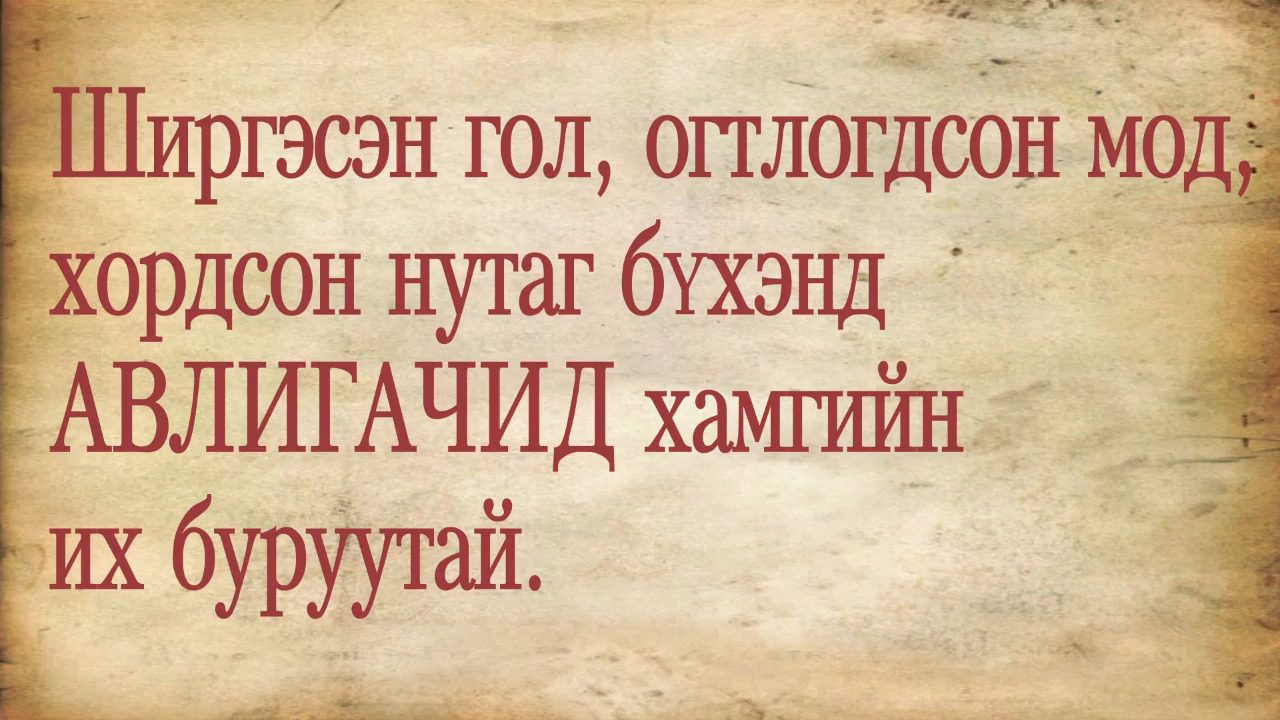 Ширгэсэн гол, огтлогдсон мод,
хордсон нутаг бүхэнд
АВЛИГАЧИД хамгийн
их буруутай.